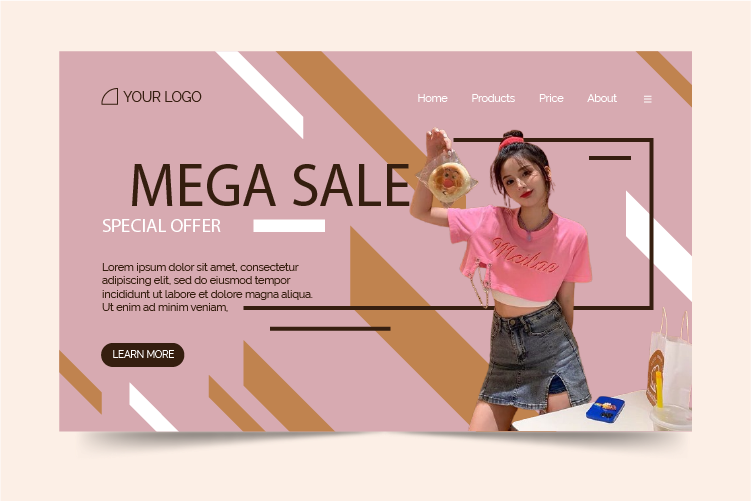 YOUR LOGO
Home Products Price About
MEGA SALE
SPECIAL OFFER
Lorem ipsum dolor sit amet, consectetur
adipiscing elit, sed do eiusmod tempor
incididunt ut labore et dolore magna aliqua.
Ut enim ad minim veniam,
LEARN MORE